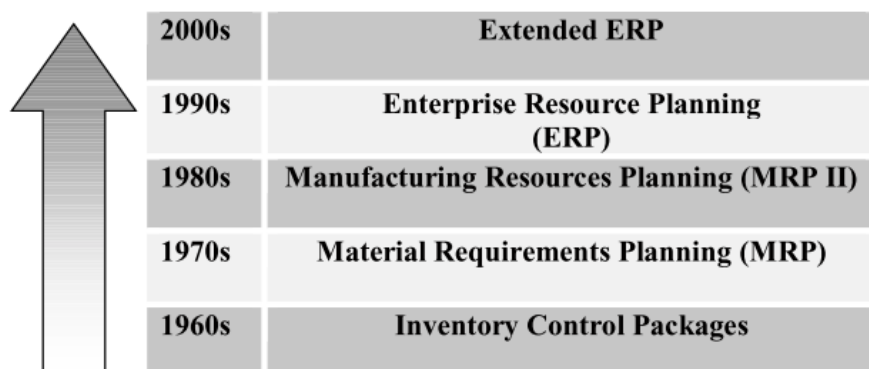 2000s Extended ERP
1990s Enterprise Resource Planning
(ERP)
1980s Manufacturing Resources Planning (MRP II)
1970s Material Requirements Planning (MRP)
1960s Inventory Control Packages